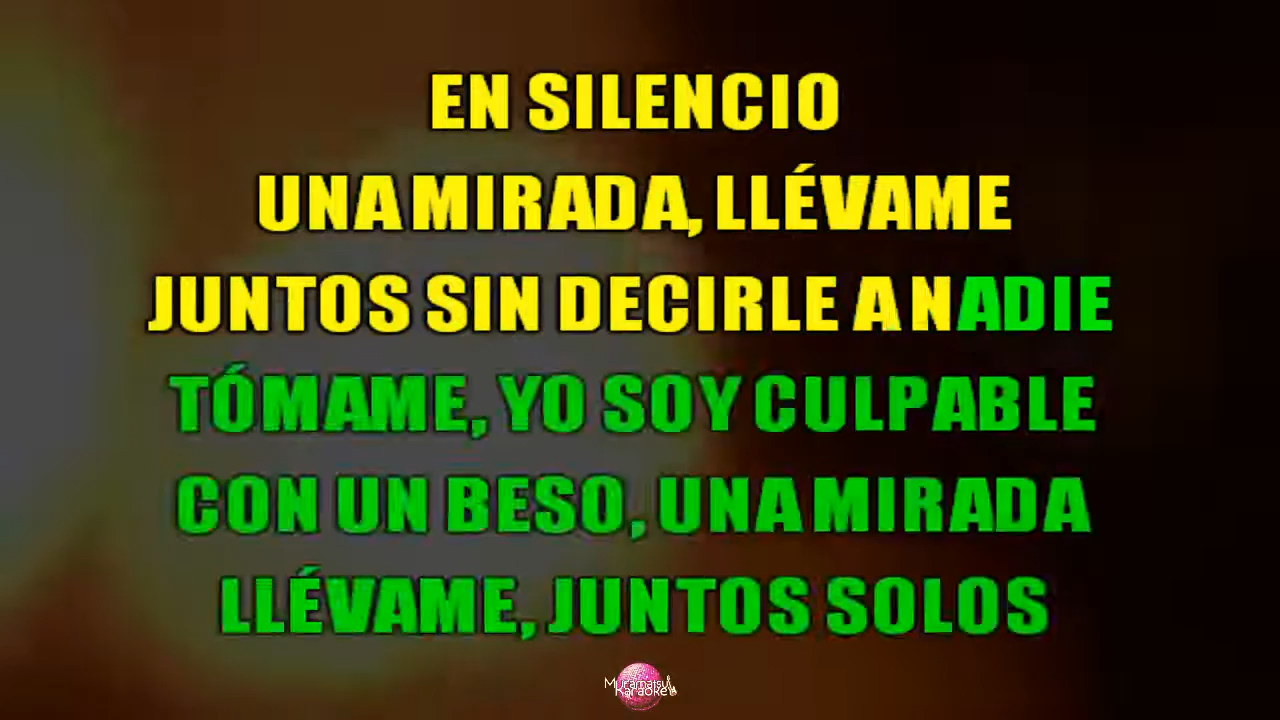 EN SILENCIO
UNA MIRADA, LLÉVAME
JUNTOS SIN DECIRLE A NADIE
TÓMAME, YO SOY CULPABLE
CON UN BESO, UNA MIRADA
LLÉVAME, JUNTOS SOLOS
Karaoke